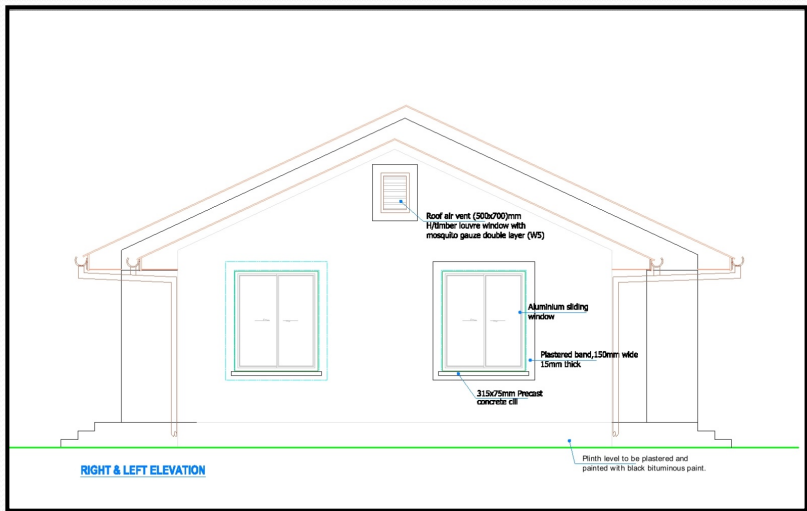 Roof air vent (500x700)mm
H/timber louvre window with
mosquito gauze double layer (W5)
Aluminium sliding
window
Plastered band,150mm wide
15mm thick
315x75mm Precast
concrete cill
Plinth level to be plastered and
painted with black bituminous paint.
RIGHT & LEFT ELEVATION